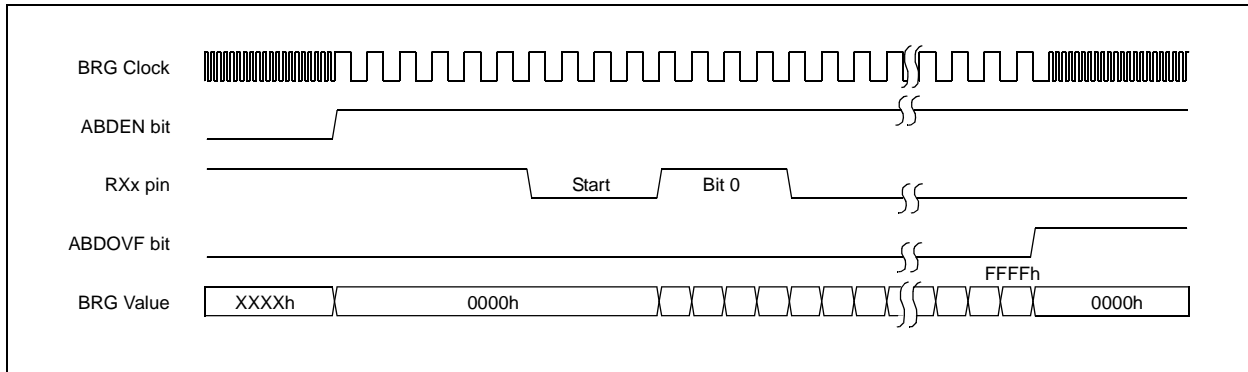 BRG Clock
ABDEN bit
RXx pin
Start
Bit 0
ABDOVF bit
FFFFh
BRG Value
XXXXh
0000h
0000h